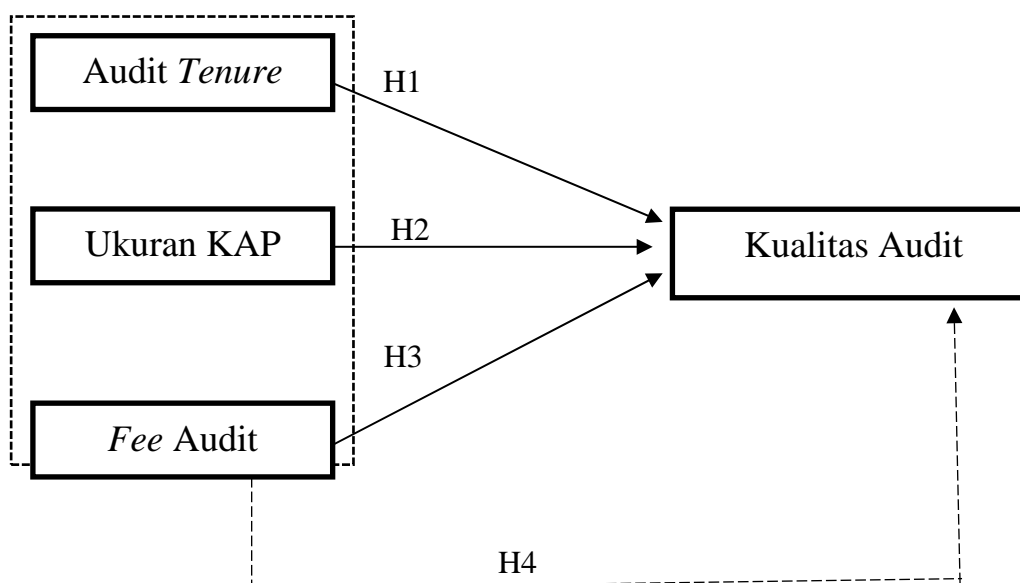 Audit Tenure
H1
Ukuran KAP
H2
Kualitas Audit
H3
Fee Audit
H4